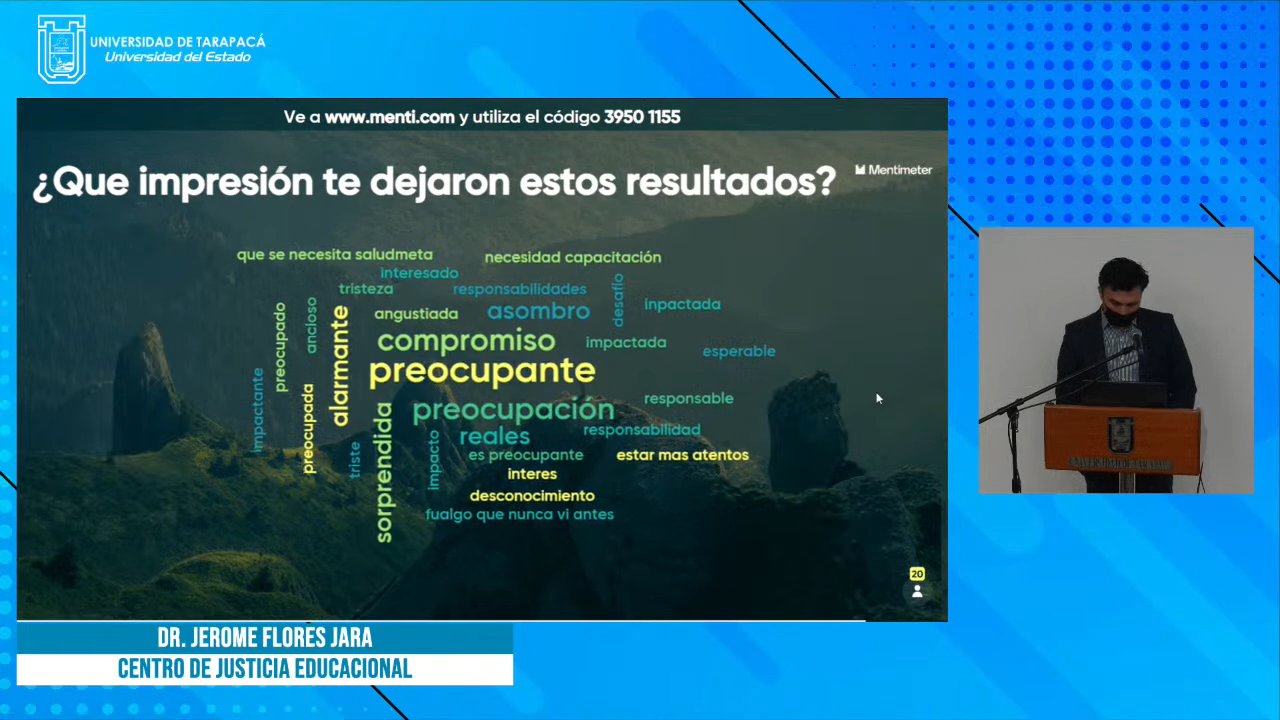 UNIVERSIDAD DE TARAPACÁ
Universidad del Estado
Ve a www.menti.com y utiliza el código 3950 1155
¿Que impresión te dejaron estos resultados?
Mentimeter
que se necesita saludmeta
necesidad capacitación
interesado
tristeza
responsabilidades
desafío
inpactada
angustiada
asombro
preocupado
ancloso
alarmante
compromiso
impactada
esperable
preocupante
impactante
preocupada
responsable
preocupación
sorprendida
reales
responsabilidad
triste
impacto
es preocupante
estar mas atentos
interes
desconocimiento
fualgo que nunca vi antes
20
DR. JEROME FLORES JARA
CENTRO DE JUSTICIA EDUCACIONAL